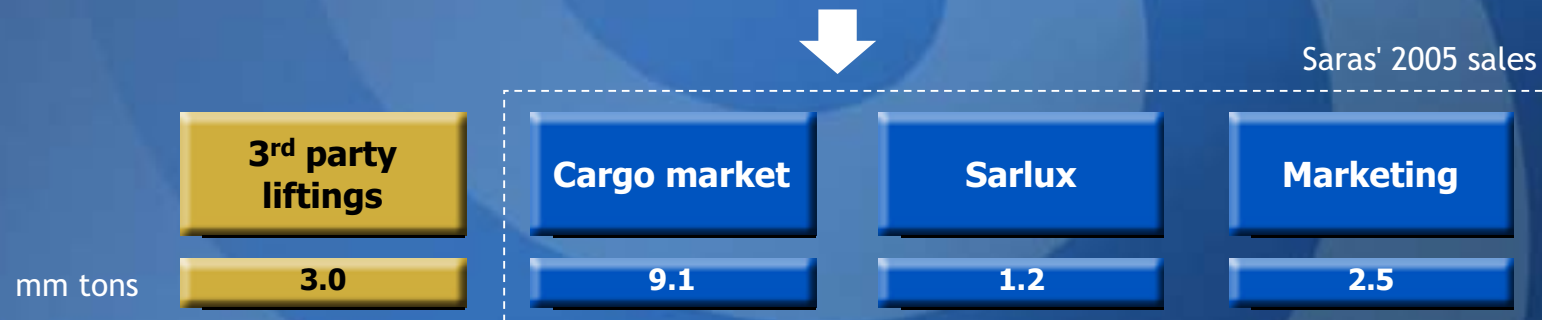 Saras' 2005 sales
3rd party
liftings
Cargo market
Sarlux
Marketing
mm tons
3.0
9.1
1.2
2.5